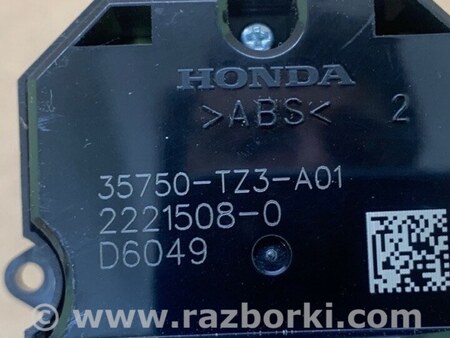 HONDA
>ABS< 2
35750-TZ3-A01
2221508-0
D6049
© www.razborki.com